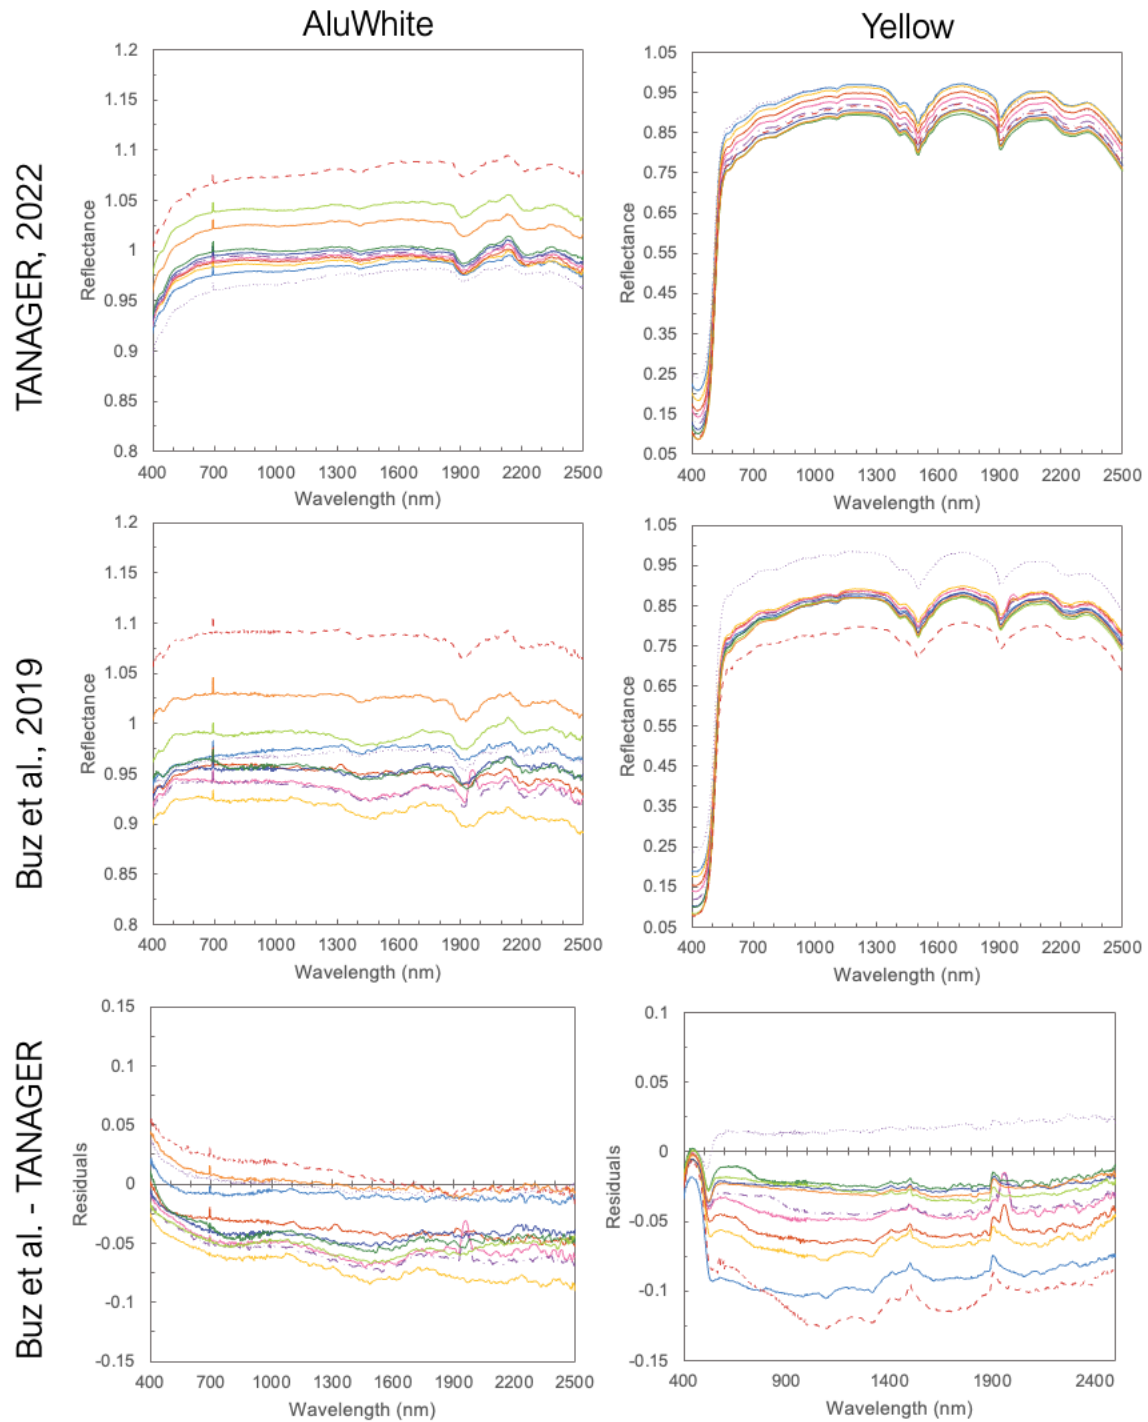 AluWhite
Yellow
TANAGER, 2022
Reflectance
1.2
1.15
1.1
1.05
1
0.95
0.9
0.85
0.8
400 700 1000 1300 1600 1900 2200 2500
Wavelength (nm)
Reflectance
1.05
0.95
0.85
0.75
0.65
0.55
0.45
0.35
0.25
0.15
0.05
400 700 1000 1300 1600 1900 2200 2500
Wavelength (nm)
Buz et al., 2019
Reflectance
1.2
1.15
1.1
1.05
1
0.95
0.9
0.85
0.8
400 700 1000 1300 1600 1900 2200 2500
Wavelength (nm)
Reflectance
1.05
0.95
0.85
0.75
0.65
0.55
0.45
0.35
0.25
0.15
0.05
400 700 1000 1300 1600 1900 2200 2500
Wavelength (nm)
Buz et al. - TANAGER
Residuals
0.15
0.1
0.05
0
-0.05
-0.1
-0.15
400 700 1000 1300 1600 1900 2200 2500
Wavelength (nm)
Residuals
0.1
0.05
0
-0.05
-0.1
-0.15
400 900 1400 1900 2400
Wavelength (nm)